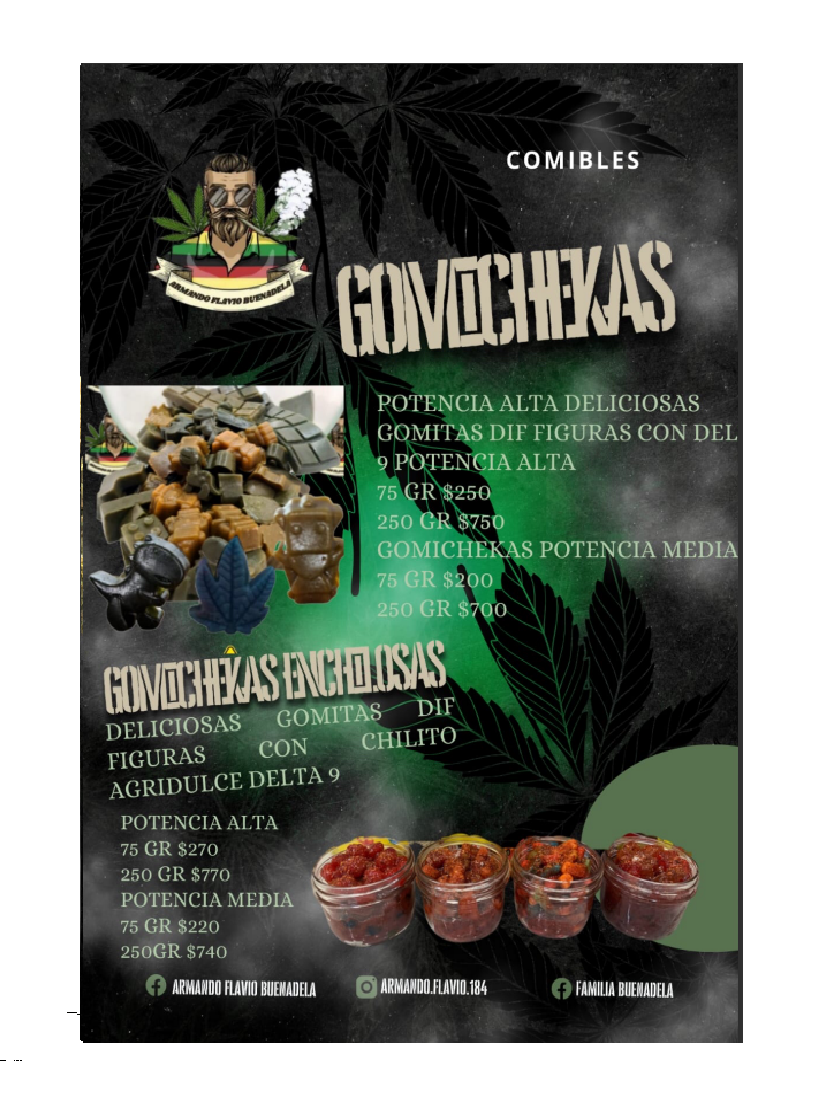 COMIBLES
ARMANDO FLAVIO BUENADELA
GOMICHEKAS
POTENCIA ALTA DELICIOSAS
GOMITAS DIF FIGURAS CON DEL
9 POTENCIA ALTA
75 GR $250
250 GR $750
GOMICHEKAS POTENCIA MEDIA
75 GR $200
250 GR $700
GOMICHEKAS ENCHILOSAS
DELICIOSAS GOMITAS DIF
FIGURAS CON CHILITO
AGRIDULCE DELTA 9
POTENCIA ALTA
75 GR $270
250 GR $770
POTENCIA MEDIA
75 GR $220
250GR $740
ARMANDO FLAVIO BUENADELA
ARMANDO.FLAVIO.184
FAMILIA BUENADELA